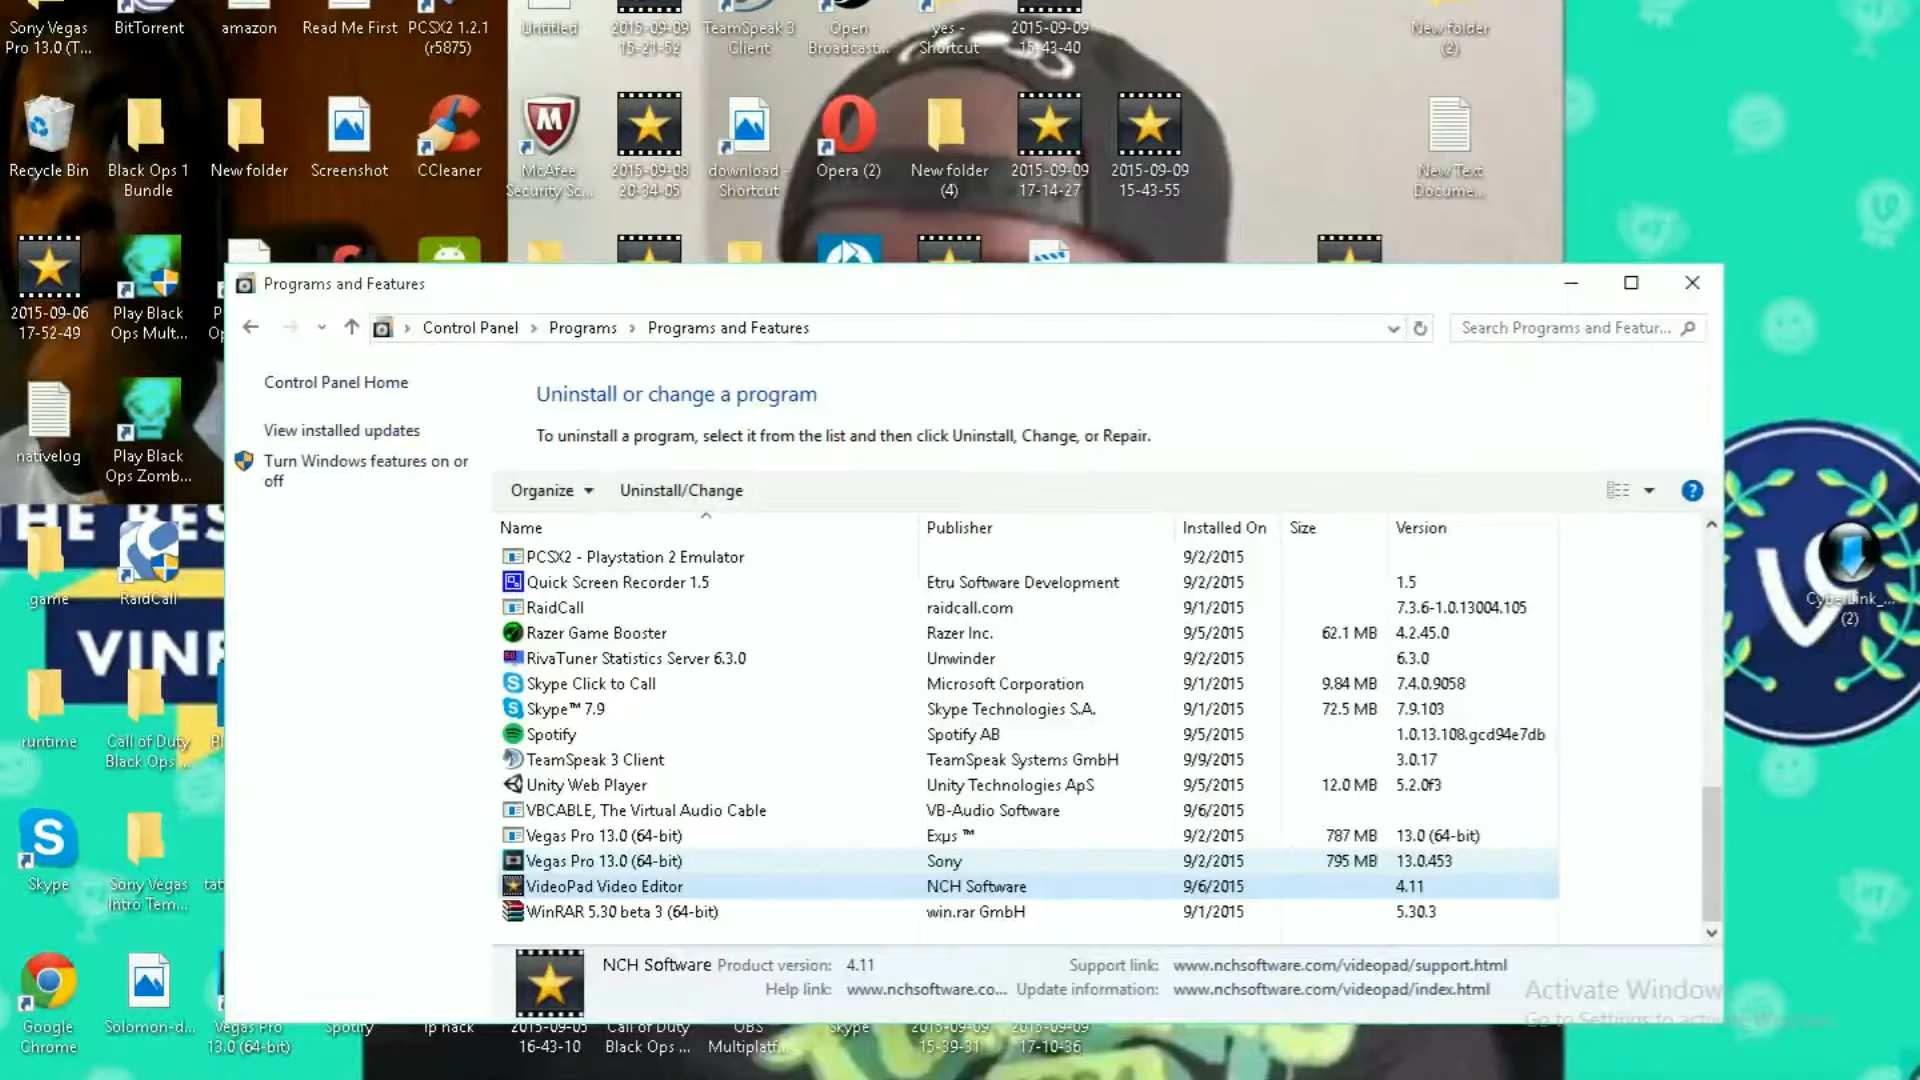 Sony Vegas
Pro 13.0 (T...
BitTorrent
amazon
Read Me First
PCSX2 1.2.1
(r5875)
Untitled
2015-09-09
15-21-52
TeamSpeak 3
Client
Open
Broadcast...
yes -
Shortcut
2015-09-09
15-43-40
New folder
(2)
Recycle Bin
Black Ops 1
Bundle
New folder
Screenshot
CCleaner
McAfee
Security Sc...
2015-09-08
20-34-05
download -
Shortcut
Opera (2)
New folder
(4)
2015-09-09
17-14-27
2015-09-09
15-43-55
New Text
Docume...
2015-09-06
17-52-49
Play Black
Ops Mult...
nativelog
Play Black
Ops Zomb...
THE BES
game
RaidCall
VINE
runtime
Call of Duty
Black Ops ...
Skype
Sony Vegas
Intro Tem...
Google
Chrome
Solomon-d...
Vegas Pro
13.0 (64-bit)
Spotify
2015-09-05
16-43-10
Call of Duty
Black Ops ...
OBS
Multiplatf...
Skype
2015-09-09
15-39-31
2015-09-09
17-10-36
CyberLink_...
(2)
Programs and Features
Control Panel > Programs > Programs and Features
Search Programs and Featur...
Control Panel Home
View installed updates
Turn Windows features on or
off
Uninstall or change a program
To uninstall a program, select it from the list and then click Uninstall, Change, or Repair.
Organize Uninstall/Change
Name Publisher Installed On Size Version
PCSX2 - Playstation 2 Emulator 9/2/2015
Quick Screen Recorder 1.5 Etru Software Development 9/2/2015 1.5
RaidCall raidcall.com 9/1/2015 7.3.6-1.0.13004.105
Razer Game Booster Razer Inc. 9/5/2015 62.1 MB 4.2.45.0
RivaTuner Statistics Server 6.3.0 Unwinder 9/2/2015 6.3.0
Skype Click to Call Microsoft Corporation 9/1/2015 9.84 MB 7.4.0.9058
Skype™ 7.9 Skype Technologies S.A. 9/1/2015 72.5 MB 7.9.103
Spotify Spotify AB 9/5/2015 1.0.13.108.gcd94e7db
TeamSpeak 3 Client TeamSpeak Systems GmbH 9/9/2015 3.0.17
Unity Web Player Unity Technologies ApS 9/5/2015 12.0 MB 5.2.0f3
VBCABLE, The Virtual Audio Cable VB-Audio Software 9/6/2015
Vegas Pro 13.0 (64-bit) Exµs ™ 9/2/2015 787 MB 13.0 (64-bit)
Vegas Pro 13.0 (64-bit) Sony 9/2/2015 795 MB 13.0.453
VideoPad Video Editor NCH Software 9/6/2015 4.11
WinRAR 5.30 beta 3 (64-bit) win.rar GmbH 9/1/2015 5.30.3
NCH Software Product version: 4.11 Support link: www.nchsoftware.com/videopad/support.html
Help link: www.nchsoftware.co... Update information: www.nchsoftware.com/videopad/index.html
Activate Window
Go to Settings to activ